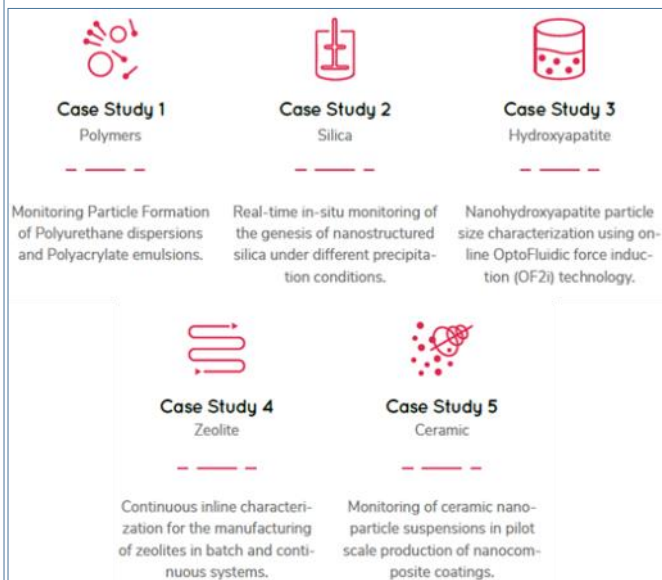 Case Study 1
Polymers
Monitoring Particle Formation
of Polyurethane dispersions
and Polyacrylate emulsions.
Case Study 2
Silica
Real-time in-situ monitoring of
the genesis of nanostructured
silica under different precipita-
tion conditions.
Case Study 3
Hydroxyapatite
Nanohydroxyapatite particle
size characterization using on-
line OptoFluidic force induc-
tion (OF2i) technology.
Case Study 4
Zeolite
Continuous inline characteri-
zation for the manufacturing
of zeolites in batch and conti-
nuous systems.
Case Study 5
Ceramic
Monitoring of ceramic nano-
particle suspensions in pilot
scale production of nanocom-
posite coatings.